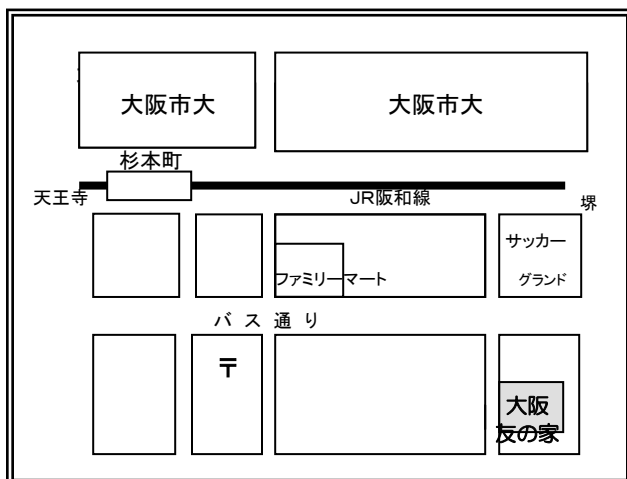 大阪市大
大阪市大
杉本町
天王寺
JR阪和線
堺
サッカー
グランド
ファミリーマート
バス通り
〒
大阪
友の家